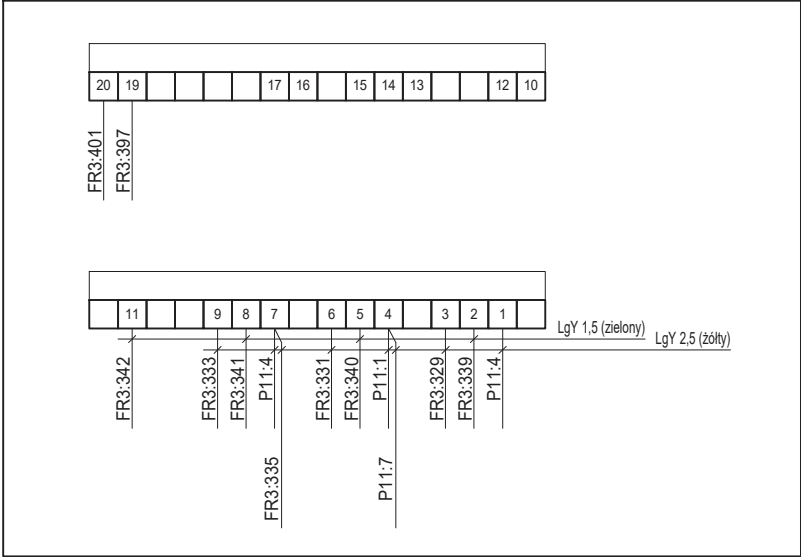 20 19 17 16 15 14 13 12 10
FR3:401
FR3:397
11 9 8 7 6 5 4 3 2 1
LgY 1,5 (zielony)
LgY 2,5 (żółty)
FR3:342
FR3:333
FR3:341
P11:4
FR3:331
FR3:340
P11:1
FR3:329
FR3:339
P11:4
FR3:335
P11:7